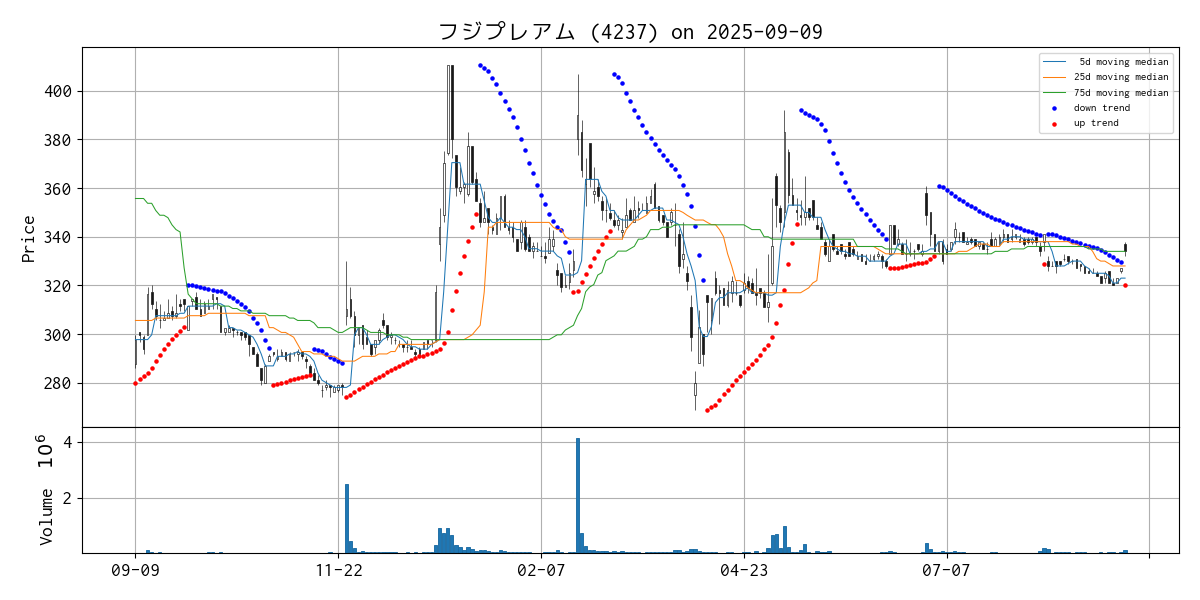 フジプレアム (4237) on 2025-09-09
5d moving median
25d moving median
75d moving median
down trend
up trend
Price
400
380
360
340
320
300
280
Volume 10^6
4
2
09-09 11-22 02-07 04-23 07-07